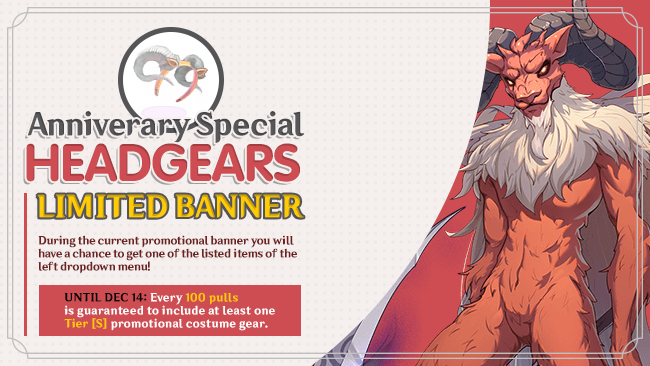 Anniverary Special
HEADGEARS
LIMITED BANNER
During the current promotional banner you will
have a chance to get one of the listed items of the
left dropdown menu!
UNTIL DEC 14: Every 100 pulls
is guaranteed to include at least one
Tier [S] promotional costume gear.